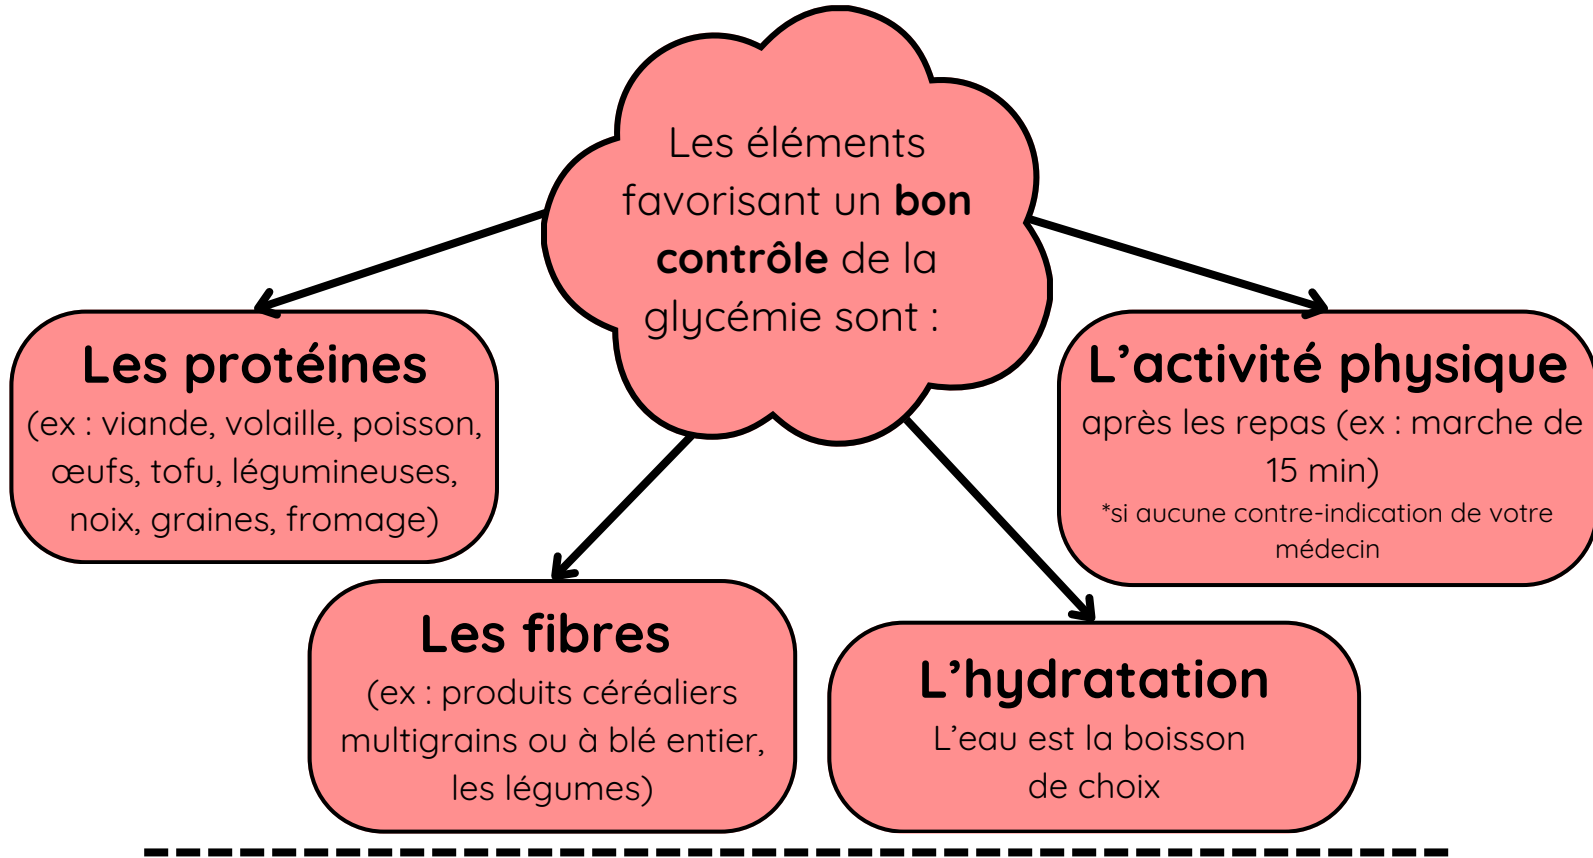 Les éléments
favorisant un bon
contrôle de la
glycémie sont :
Les protéines
(ex : viande, volaille, poisson,
œufs, tofu, légumineuses,
noix, graines, fromage)
Les fibres
(ex : produits céréaliers
multigrains ou à blé entier,
les légumes)
L’hydratation
L’eau est la boisson
de choix
L’activité physique
après les repas (ex : marche de
15 min)
*si aucune contre-indication de votre
médecin